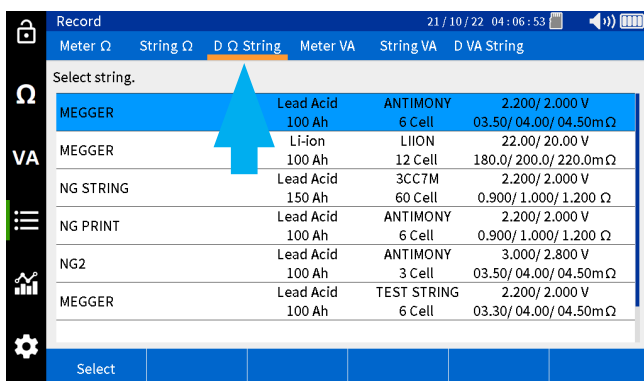 Record 21/10/22 04:06:53
Meter Ω String Ω D Ω String Meter VA String VA D VA String
Select string.
Ω
VA
MEGGER Lead Acid ANTIMONY 2.200/ 2.000 V
100 Ah 6 Cell 03.50/ 04.00/ 04.50mΩ
MEGGER Li-ion LIION 22.00/ 20.00 V
100 Ah 12 Cell 180.0/ 200.0/ 220.0mΩ
NG STRING Lead Acid 3CC7M 2.200/ 2.000 V
150 Ah 60 Cell 0.900/ 1.000/ 1.200 Ω
NG PRINT Lead Acid ANTIMONY 2.200/ 2.000 V
100 Ah 6 Cell 0.900/ 1.000/ 1.200 Ω
NG2 Lead Acid ANTIMONY 3.000/ 2.800 V
100 Ah 3 Cell 03.50/ 04.00/ 04.50mΩ
MEGGER Lead Acid TEST STRING 2.200/ 2.000 V
100 Ah 6 Cell 03.30/ 04.00/ 04.50mΩ
Select